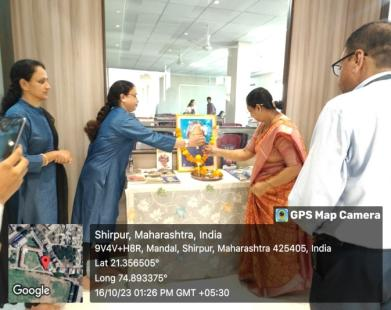 GPS Map Camera
Shirpur, Maharashtra, India
9V4V+H8R, Mandal, Shirpur, Maharashtra 425405, India
Lat 21.356505°
Long 74.893375°
16/10/23 01:26 PM GMT +05:30
Google